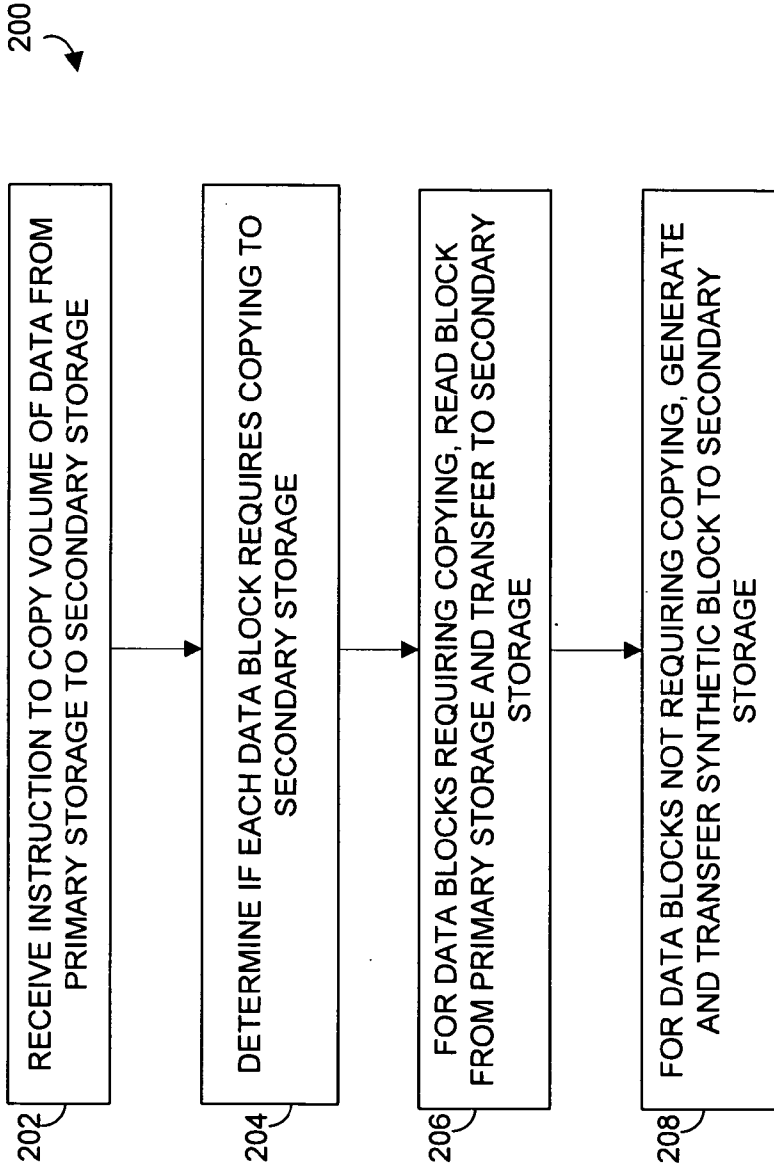 200
202
RECEIVE INSTRUCTION TO COPY VOLUME OF DATA FROM
PRIMARY STORAGE TO SECONDARY STORAGE
204
DETERMINE IF EACH DATA BLOCK REQUIRES COPYING TO
SECONDARY STORAGE
206
FOR DATA BLOCKS REQUIRING COPYING, READ BLOCK
FROM PRIMARY STORAGE AND TRANSFER TO SECONDARY
STORAGE
208
FOR DATA BLOCKS NOT REQUIRING COPYING, GENERATE
AND TRANSFER SYNTHETIC BLOCK TO SECONDARY
STORAGE